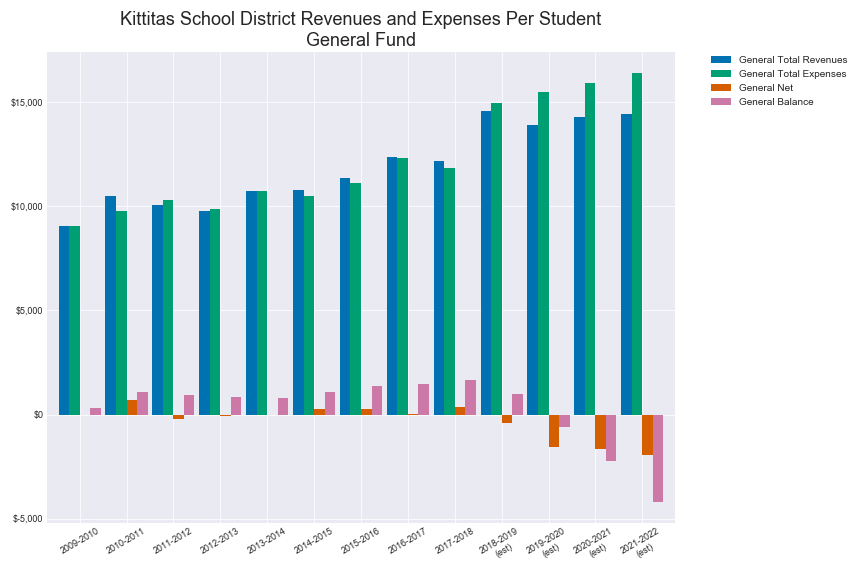 Kittitas School District Revenues and Expenses Per Student
General Fund
General Total Revenues
General Total Expenses
General Net
General Balance
$15,000
$10,000
$5,000
$0
$-5,000
2009-2010
2010-2011
2011-2012
2012-2013
2013-2014
2014-2015
2015-2016
2016-2017
2017-2018
2018-2019
(est)
2019-2020
(est)
2020-2021
(est)
2021-2022
(est)